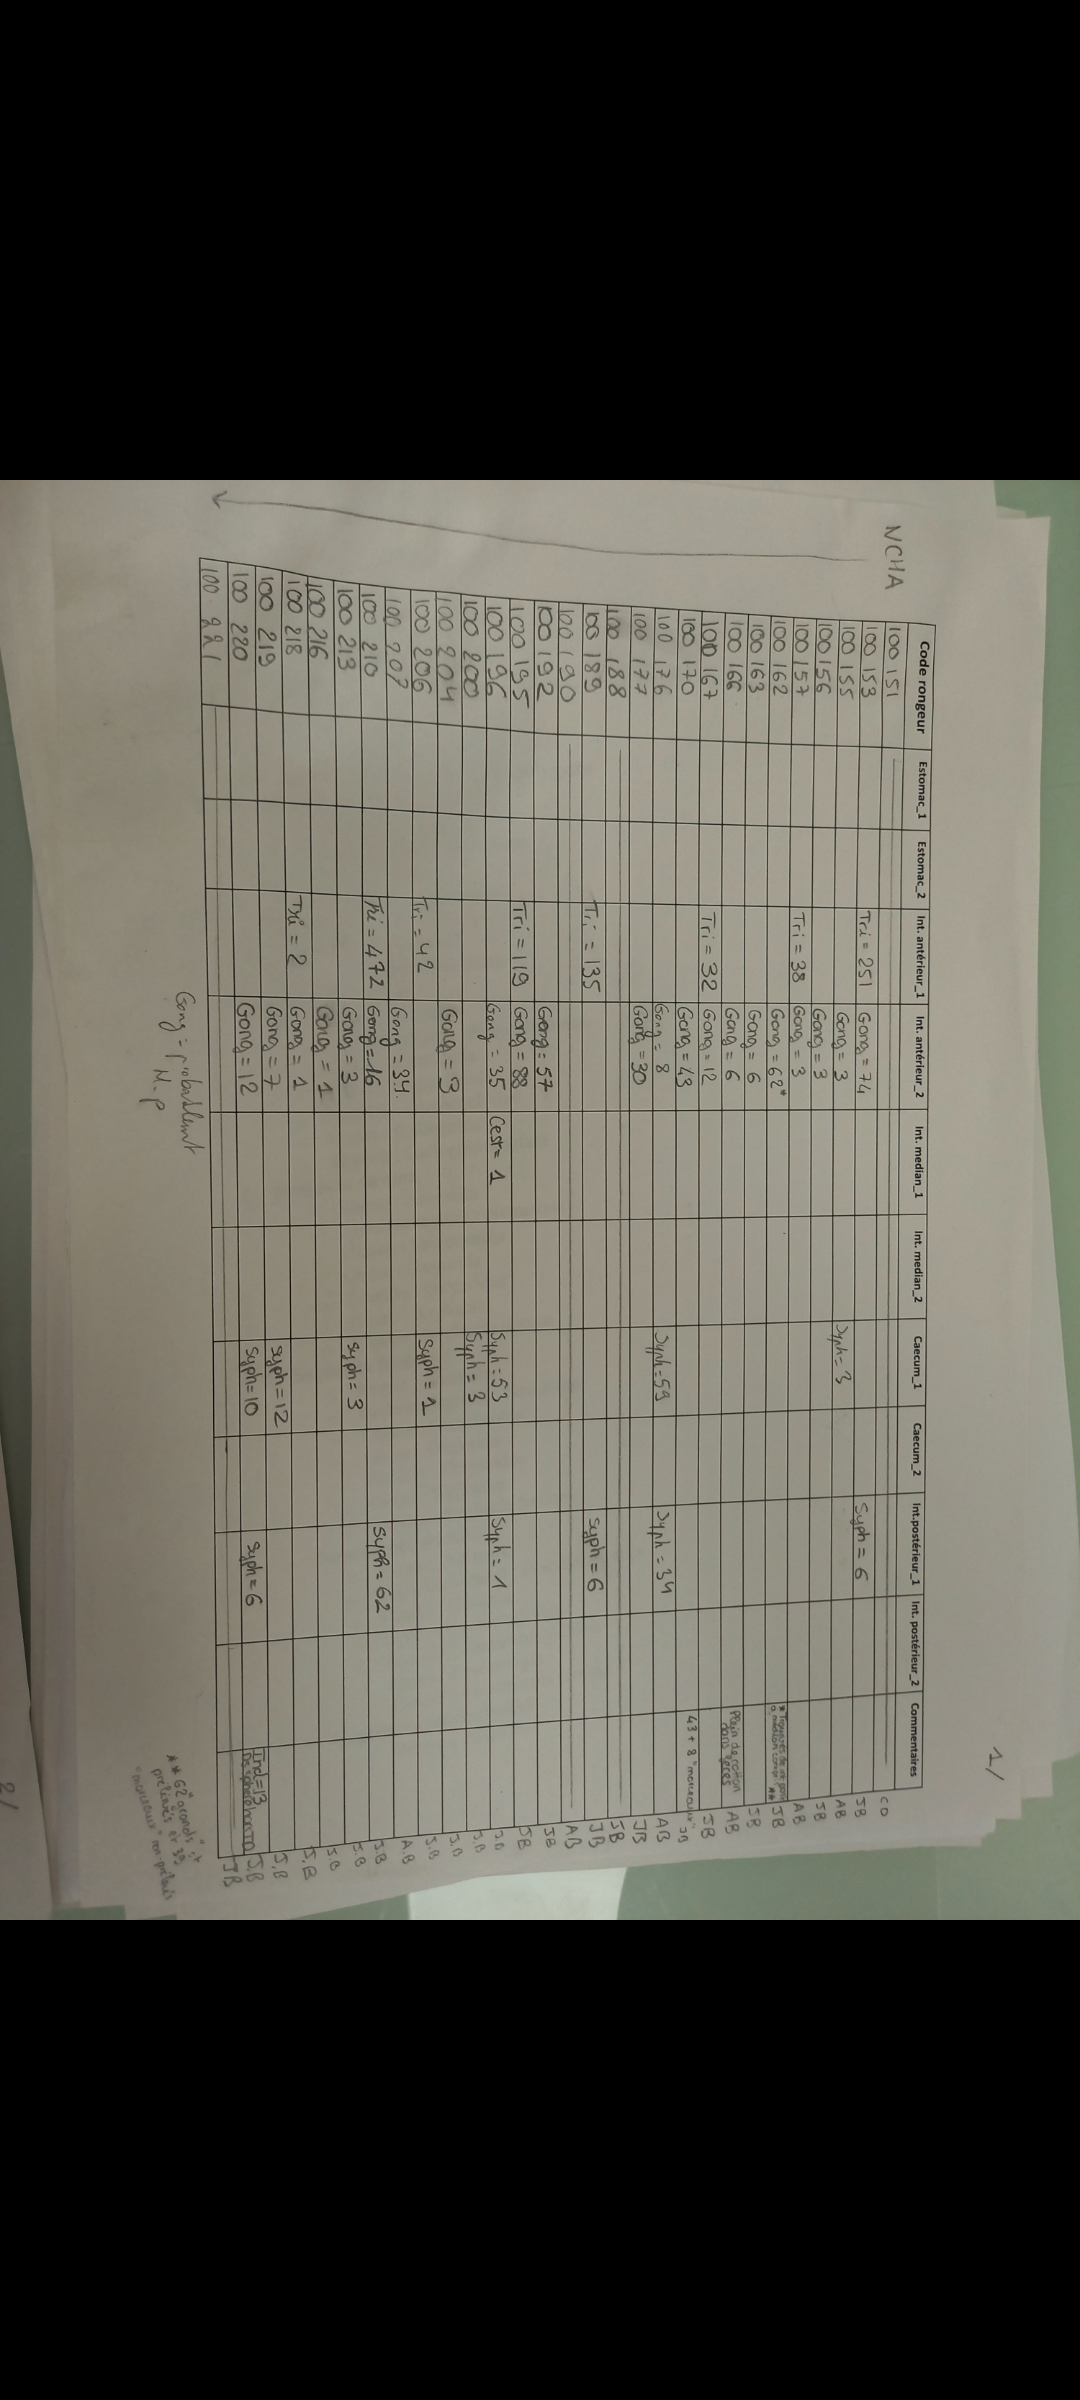 1/
Code rongeur Estomac_1 Estomac_2 Int. antérieur_1 Int. antérieur_2 Int. median_1 Int. median_2 Caecum_1 Caecum_2 Int.postérieur_1 Int. postérieur_2 Commentaires
NCHA
100 151 CD
100 153 Tri = 251 Gong = 74 Syph = 6 JB
100 155 Gong = 3 Syph = 3 AB
100 156 Gong = 3 JB
100 157 Tri = 38 Gong = 3 AB
100 162 Gong = 62* * Trouvés de int post à médian compris ** JB
100 163 Gong = 6 JB
100 166 Gong = 6 Plein de cotton dans feces AB
100 167 Tri = 32 Gong = 12 JB
100 170 Gong = 43 43 + 8 "morceaux" JB
100 176 Gong = 8 Syph = 59 Syph = 34 AB
100 177 Gong = 30 JB
100 188 JB
100 189 Tri = 135 Syph = 6 JB
100 190 AB
100 192 Gong = 57 JB
100 195 Tri = 119 Gong = 88 JB
100 196 Gong = 35 Cest = 1 Syph = 53 Syph = 1 J.B
100 200 Syph = 3 J.B
100 204 Gong = 3 J.B
100 206 Tri = 42 Syph = 1 J.B
100 207 Gong = 34. A.B
100 210 Tri = 472 Gong = 16 Syph = 62 J.B
100 213 Gong = 3 Syph = 3 J.B
100 216 Gong = 1 J.B
100 218 Tri = 2 Gong = 1 J.B
100 219 Gong = 7 Syph = 12 J.B
100 220 Gong = 12 Syph = 10 Syph = 6 Ind = 13 J.B
100 221 JB
Gong = probablemt
M. p
** 62 "grands"
prélevés et 39
"morceaux" non-prélevés
2/